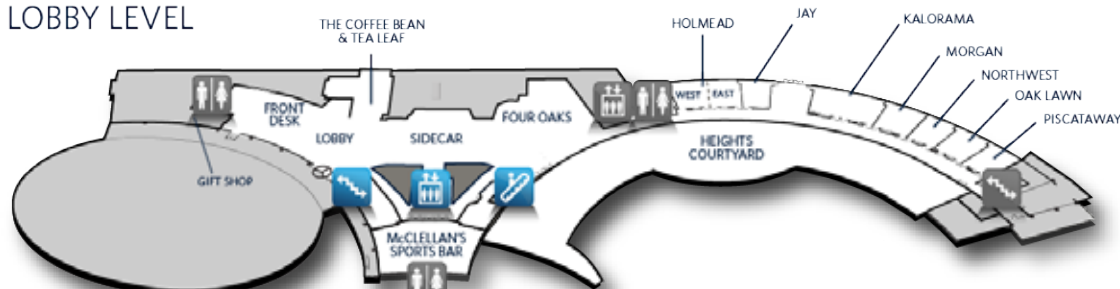 LOBBY LEVEL
THE COFFEE BEAN
& TEA LEAF
HOLMEAD
JAY
KALORAMA
MORGAN
NORTHWEST
OAK LAWN
PISCATAWAY
WEST
EAST
FRONT
DESK
LOBBY
SIDECAR
FOUR OAKS
HEIGHTS
COURTYARD
GIFT SHOP
McCLELLAN'S
SPORTS BAR